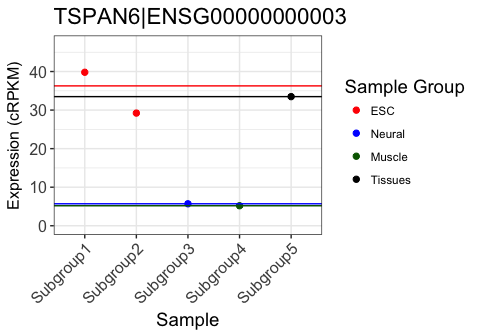 TSPAN6|ENSG00000000003
Expression (cRPKM)
40
30
20
10
0
Subgroup1
Subgroup2
Subgroup3
Subgroup4
Subgroup5
Sample
Sample Group
ESC
Neural
Muscle
Tissues